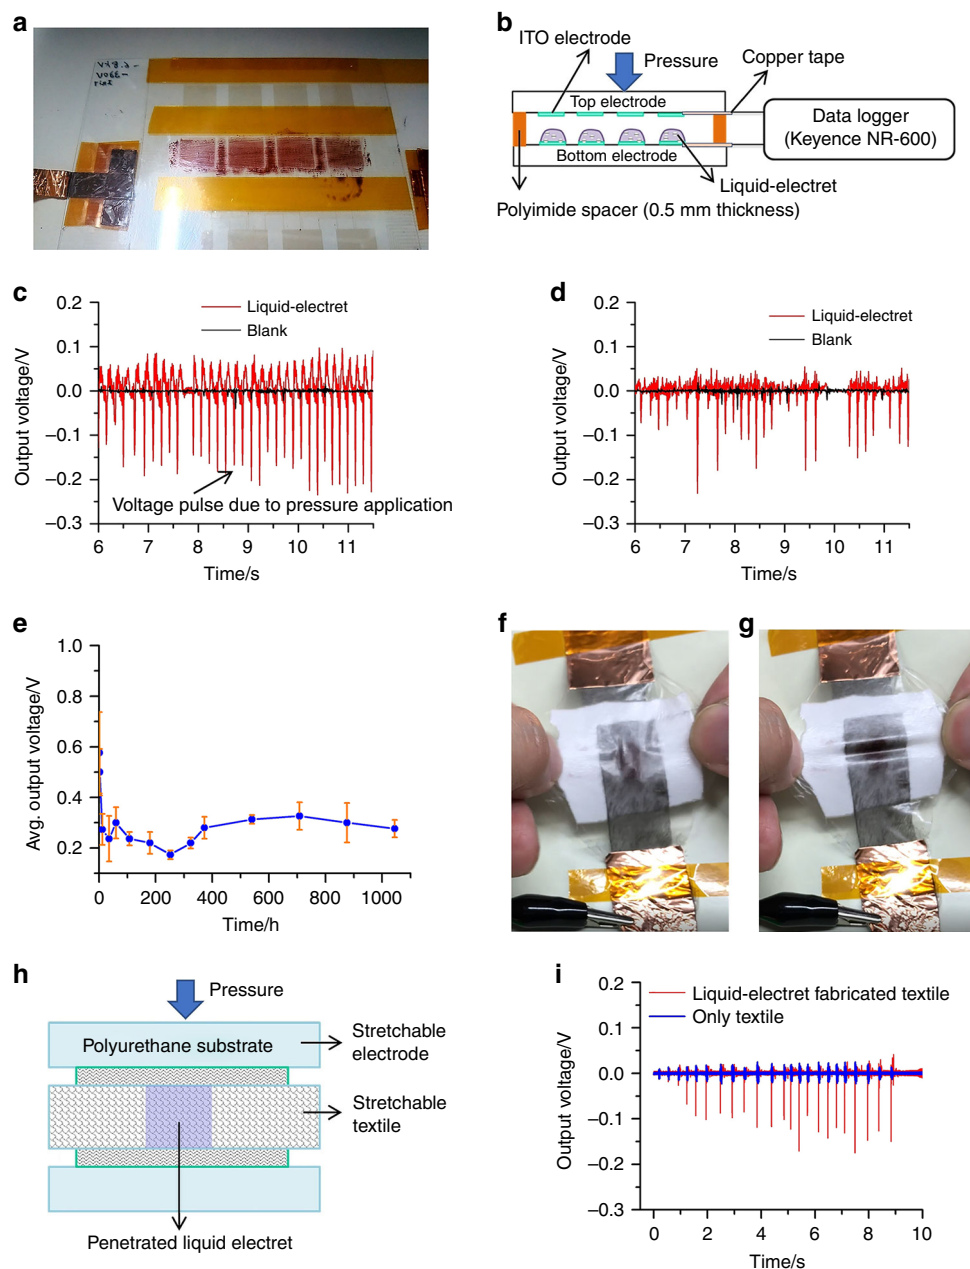 a
b
ITO electrode
Pressure
Copper tape
Top electrode
Data logger
(Keyence NR-600)
Bottom electrode
Liquid-electret
Polyimide spacer (0.5 mm thickness)
c
Output voltage/V
0.2
0.1
0.0
−0.1
−0.2
−0.3
Liquid-electret
Blank
Voltage pulse due to pressure application
6 7 8 9 10 11
Time/s
d
Output voltage/V
0.2
0.1
0.0
−0.1
−0.2
−0.3
Liquid-electret
Blank
6 7 8 9 10 11
Time/s
e
Avg. output voltage/V
1.0
0.8
0.6
0.4
0.2
0 200 400 600 800 1000
Time/h
f
g
h
Pressure
Polyurethane substrate
Stretchable
electrode
Stretchable
textile
Penetrated liquid electret
i
Output voltage/V
0.2
0.1
0.0
−0.1
−0.2
−0.3
Liquid-electret fabricated textile
Only textile
0 2 4 6 8 10
Time/s